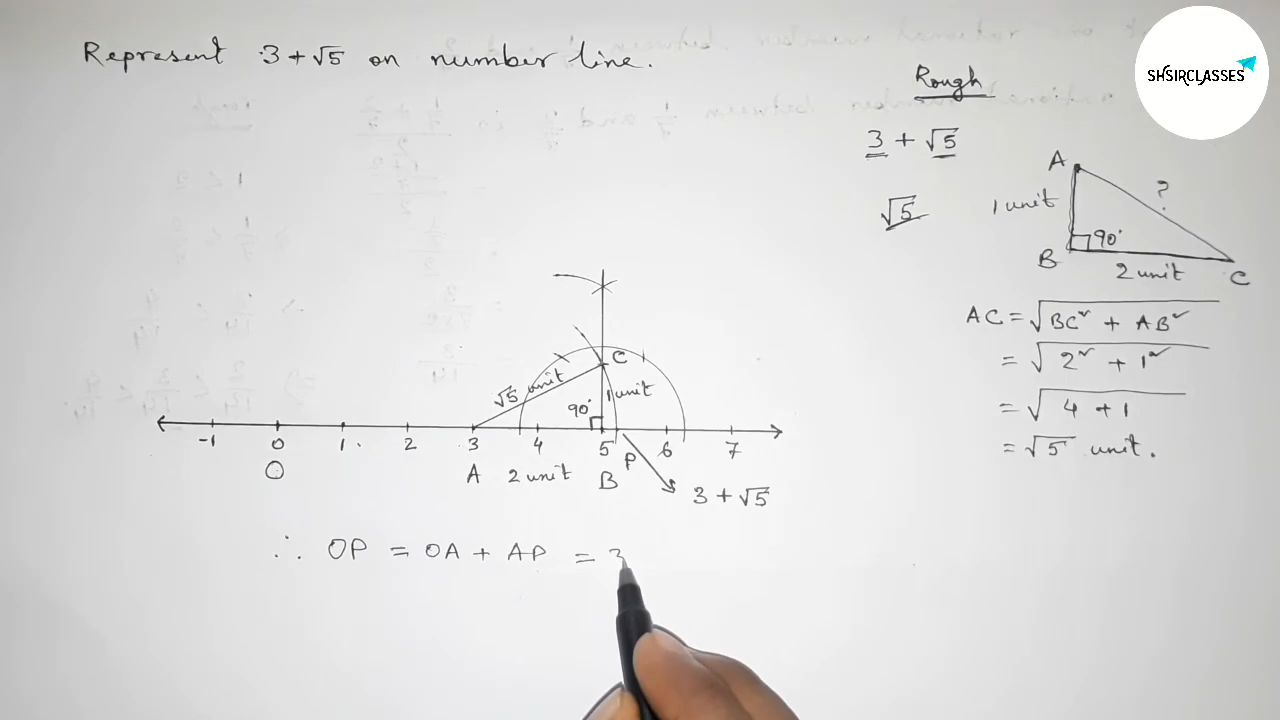 Represent 3 + √5 on number line.
SHSIRCLASSES
Rough
3 + √5
√5
A
1 unit
?
90°
B
2 unit
C
AC = √BC² + AB²
= √2² + 1²
= √4 + 1
= √5 unit.
C
√5 unit
1 unit
90°
-1 0 1 2 3 4 5 6 7
O A 2 unit B P
3 + √5
∴ OP = OA + AP = 3